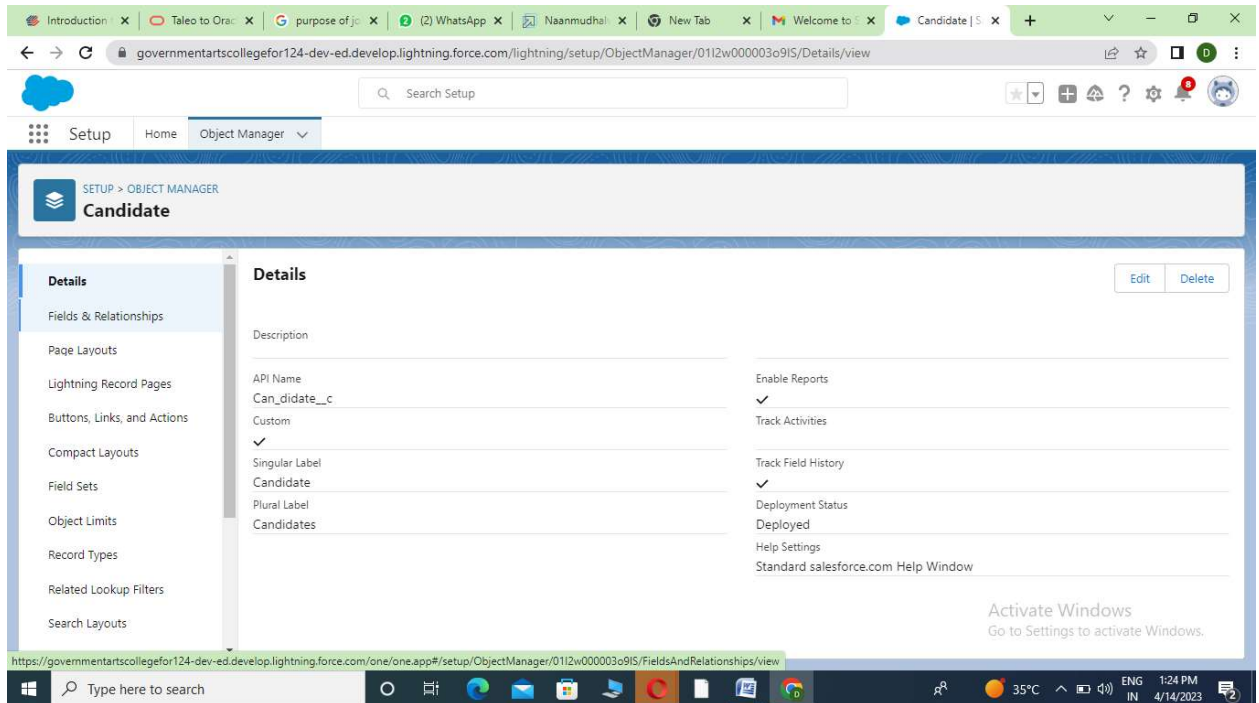 Introduction
Taleo to Orac
purpose of jo
(2) WhatsApp
Naanmudhal
New Tab
Welcome to S
Candidate | S
governmentartscollegefor124-dev-ed.develop.lightning.force.com/lightning/setup/ObjectManager/01I2w000003o9IS/Details/view
D
Search Setup
8
Setup
Home
Object Manager
SETUP > OBJECT MANAGER
Candidate
Details
Fields & Relationships
Page Layouts
Lightning Record Pages
Buttons, Links, and Actions
Compact Layouts
Field Sets
Object Limits
Record Types
Related Lookup Filters
Search Layouts
Details
Edit Delete
Description
API Name
Can_didate__c
Custom
Singular Label
Candidate
Plural Label
Candidates
Enable Reports
Track Activities
Track Field History
Deployment Status
Deployed
Help Settings
Standard salesforce.com Help Window
Activate Windows
Go to Settings to activate Windows.
https://governmentartscollegefor124-dev-ed.develop.lightning.force.com/one/one.app#/setup/ObjectManager/01I2w000003o9IS/FieldsAndRelationships/view
Type here to search
35°C
ENG
IN
1:24 PM
4/14/2023
2